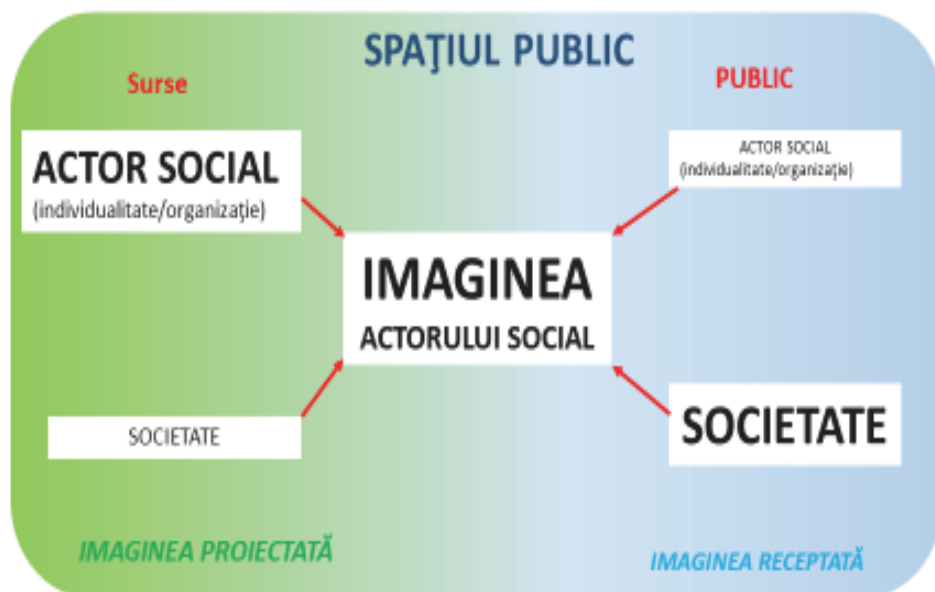 SPAŢIUL PUBLIC
Surse
PUBLIC
ACTOR SOCIAL
(individualitate/organizaţie)
ACTOR SOCIAL
(individualitate/organizaţie)
IMAGINEA
ACTORULUI SOCIAL
SOCIETATE
SOCIETATE
IMAGINEA PROIECTATĂ
IMAGINEA RECEPTATĂ